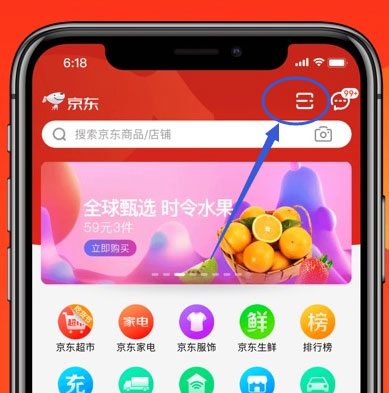 6:18
京东
99+
搜索京东商品/店铺
全球甄选 时令水果
59元3件
立即购买
京东超市
家电
京东家电
京东服饰
鲜
京东生鲜
榜
排行榜
充